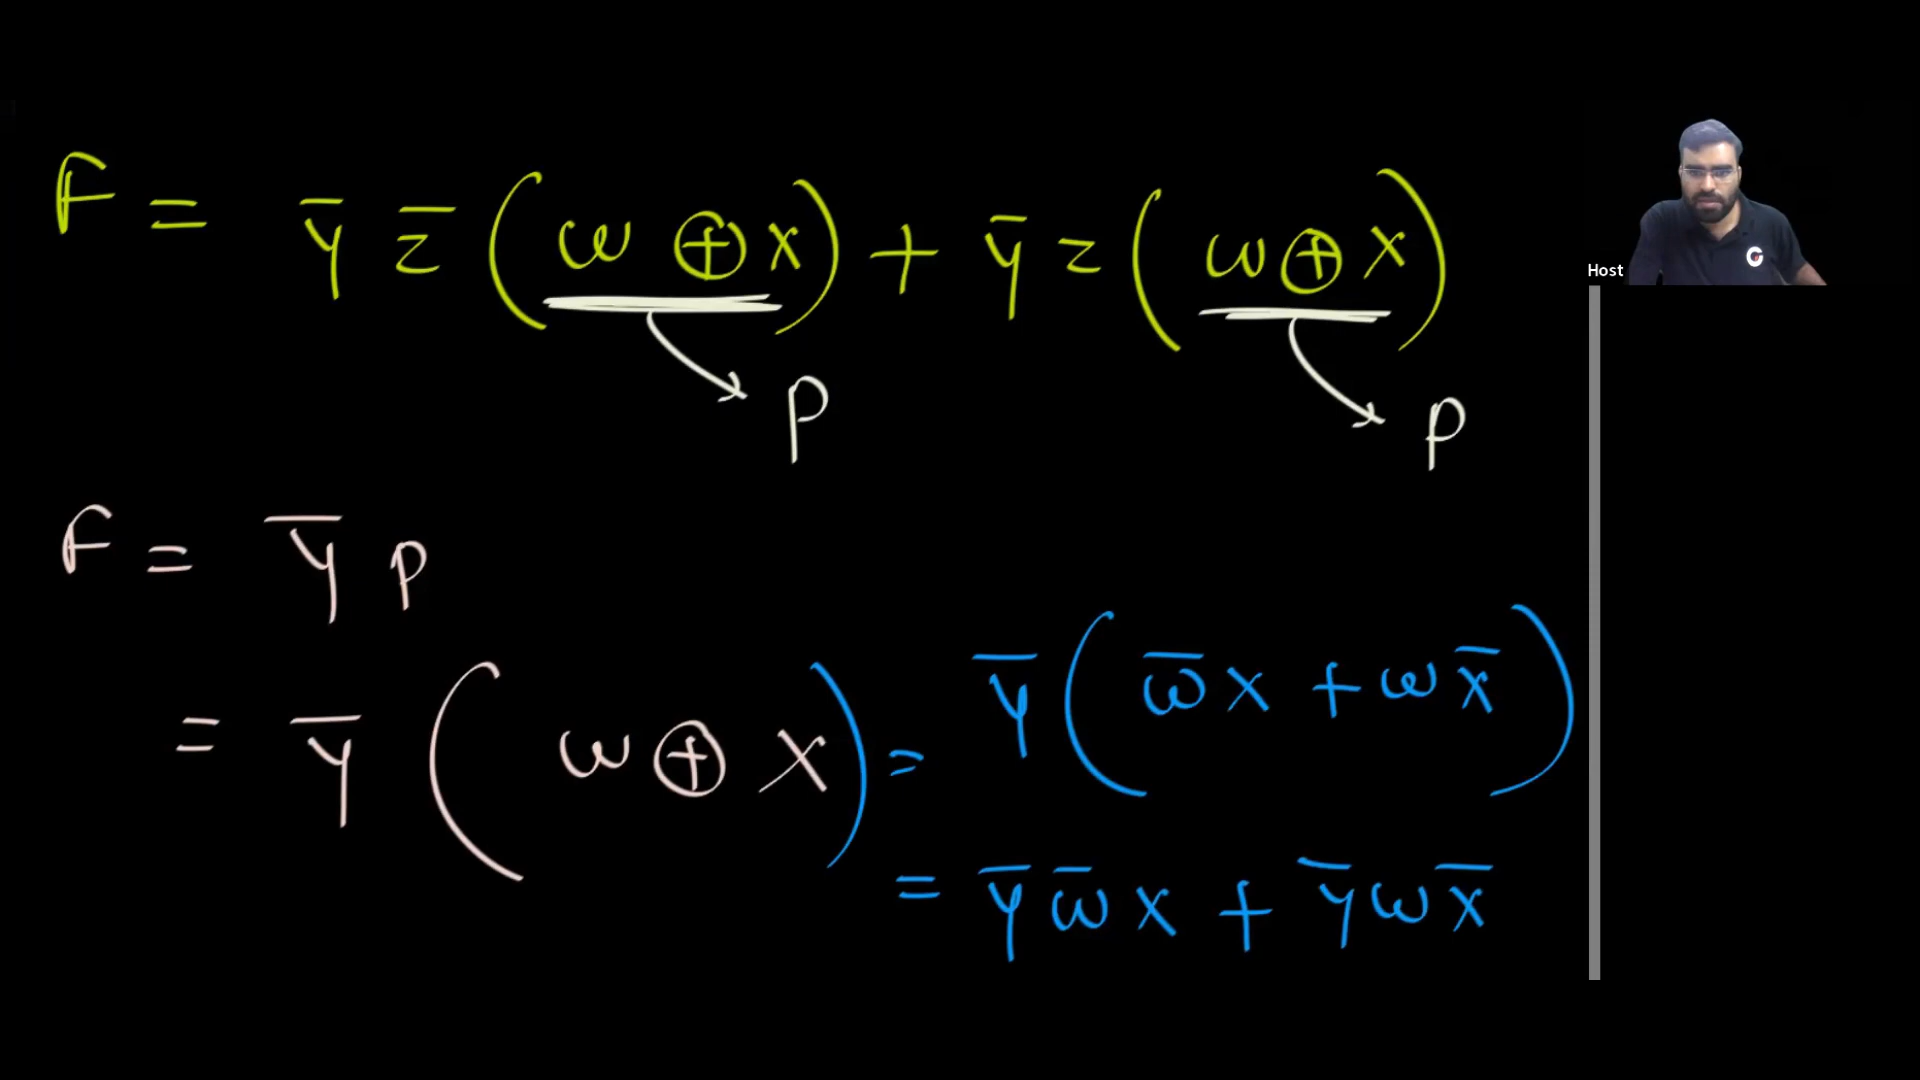 F = y̅ z̅ (w ⊕ x) + y̅ z (w ⊕ x)
Host
P P
F = y̅ P
= y̅ (w ⊕ x) = y̅ (w̅ x + w x̅)
= y̅ w̅ x + y̅ w x̅